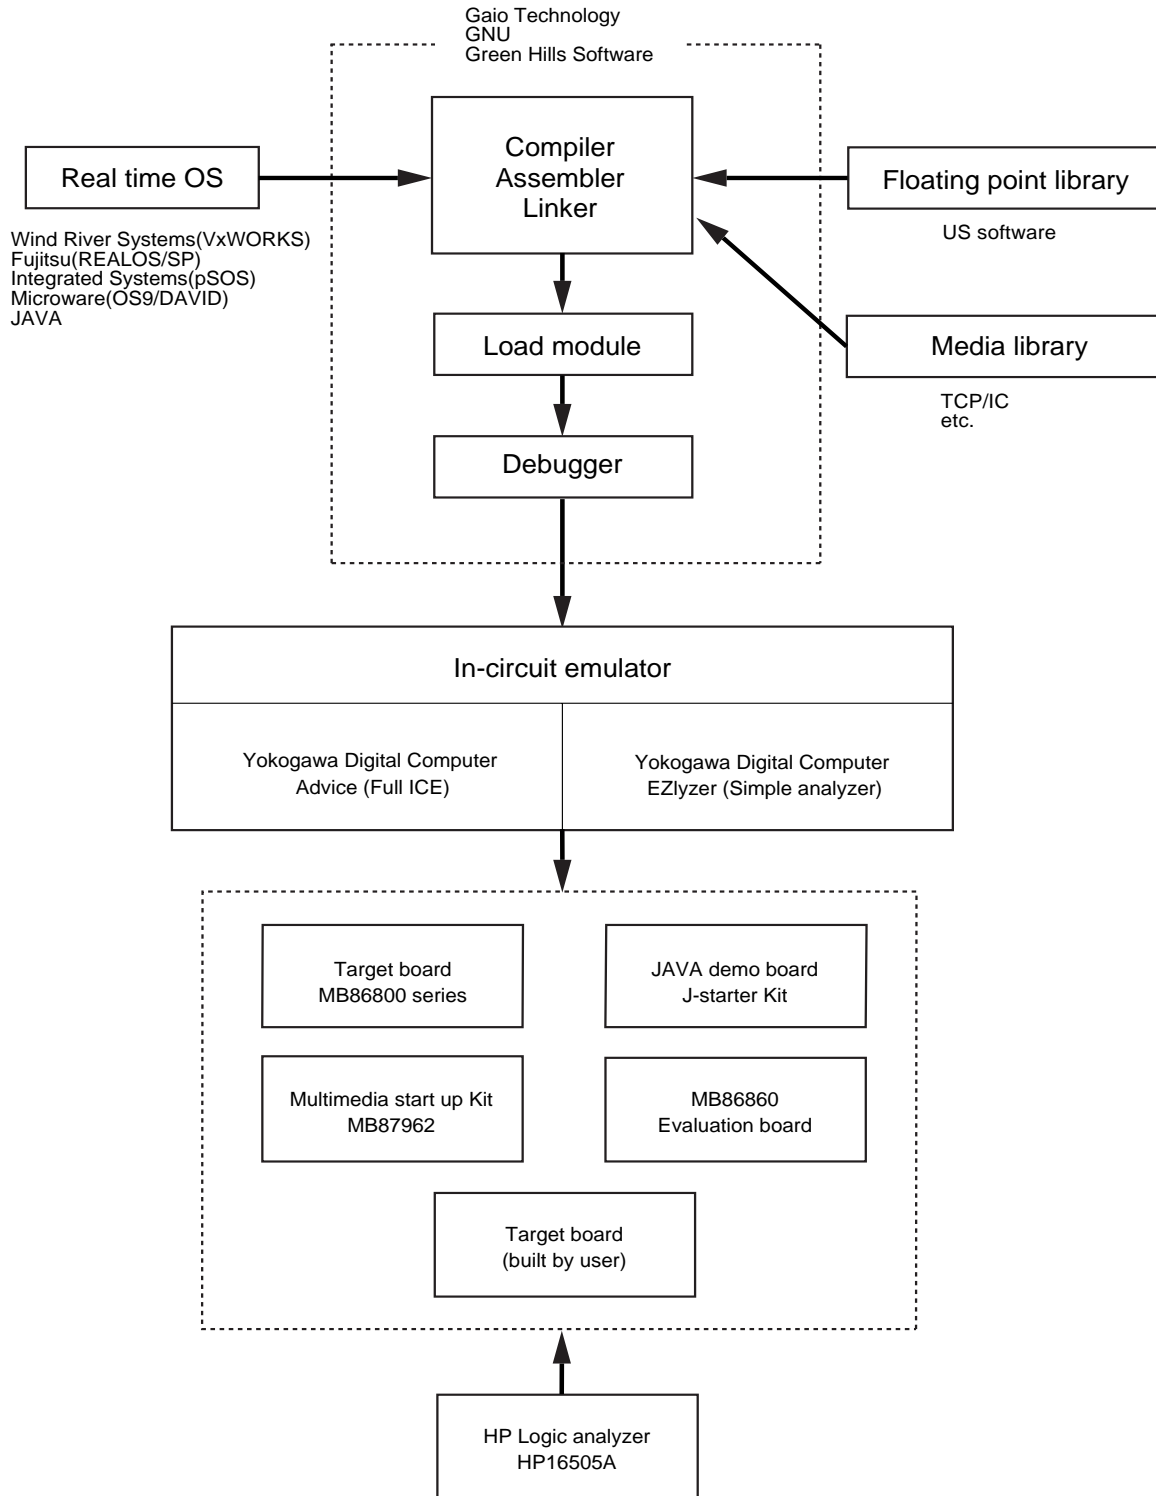 Gaio Technology
GNU
Green Hills Software
Compiler
Assembler
Linker
Real time OS
Wind River Systems(VxWORKS)
Fujitsu(REALOS/SP)
Integrated Systems(pSOS)
Microware(OS9/DAVID)
JAVA
Floating point library
US software
Media library
TCP/IC
etc.
Load module
Debugger
In-circuit emulator
Yokogawa Digital Computer
Advice (Full ICE)
Yokogawa Digital Computer
EZlyzer (Simple analyzer)
Target board
MB86800 series
JAVA demo board
J-starter Kit
Multimedia start up Kit
MB87962
MB86860
Evaluation board
Target board
(built by user)
HP Logic analyzer
HP16505A